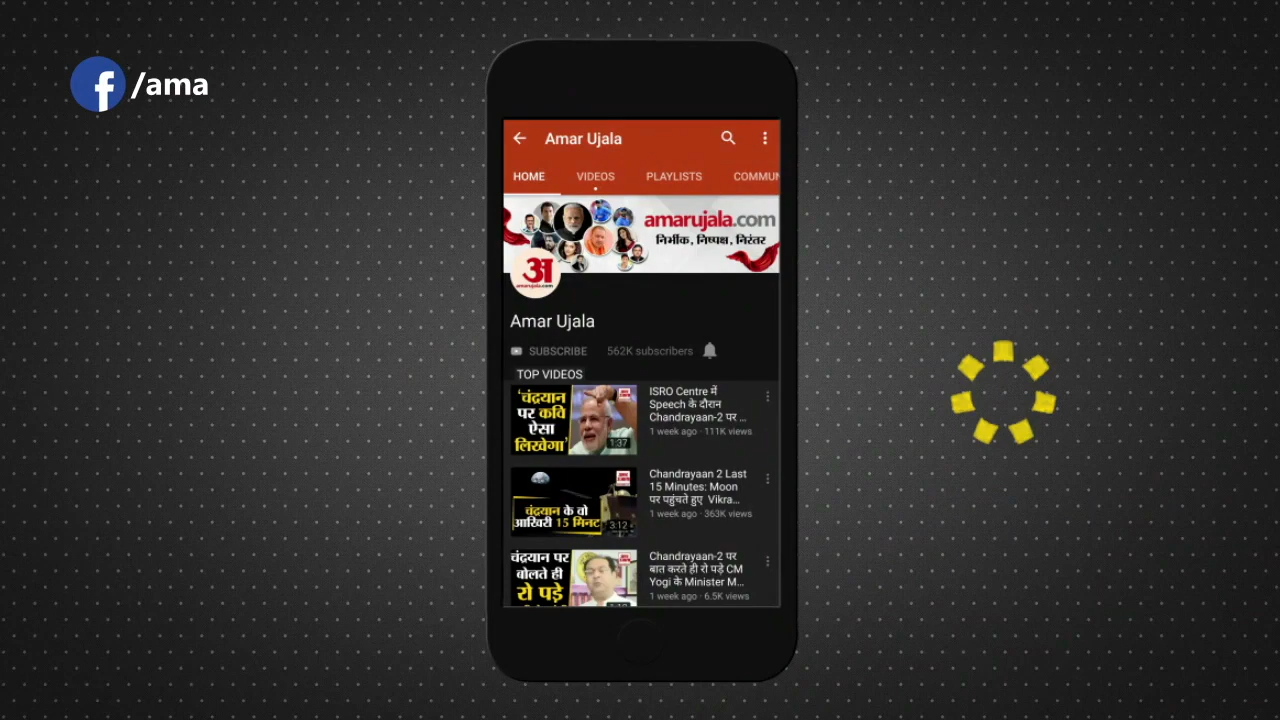 /ama
Amar Ujala
HOME VIDEOS PLAYLISTS COMMUN
amarujala.com
निर्भीक, निष्पक्ष, निरंतर
अ
amarujala.com
Amar Ujala
SUBSCRIBE 562K subscribers
TOP VIDEOS
'चंद्रयान
पर कवि
ऐसा
लिखेगा'
1:37
ISRO Centre में
Speech के दौरान
Chandrayaan-2 पर ...
1 week ago · 111K views
चंद्रयान के वो
आखिरी 15 मिनट
3:12
Chandrayaan 2 Last
15 Minutes: Moon
पर पहुंचते हुए Vikra...
1 week ago · 363K views
चंद्रयान पर
बोलते ही
रो पड़े
Chandrayaan-2 पर
बात करते ही रो पड़े CM
Yogi के Minister M...
1 week ago · 6.5K views